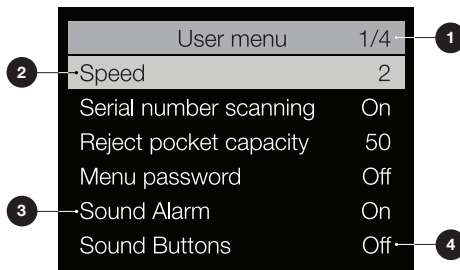 User menu 1/4 1
2 Speed 2
Serial number scanning On
Reject pocket capacity 50
Menu password Off
3 Sound Alarm On
Sound Buttons Off 4